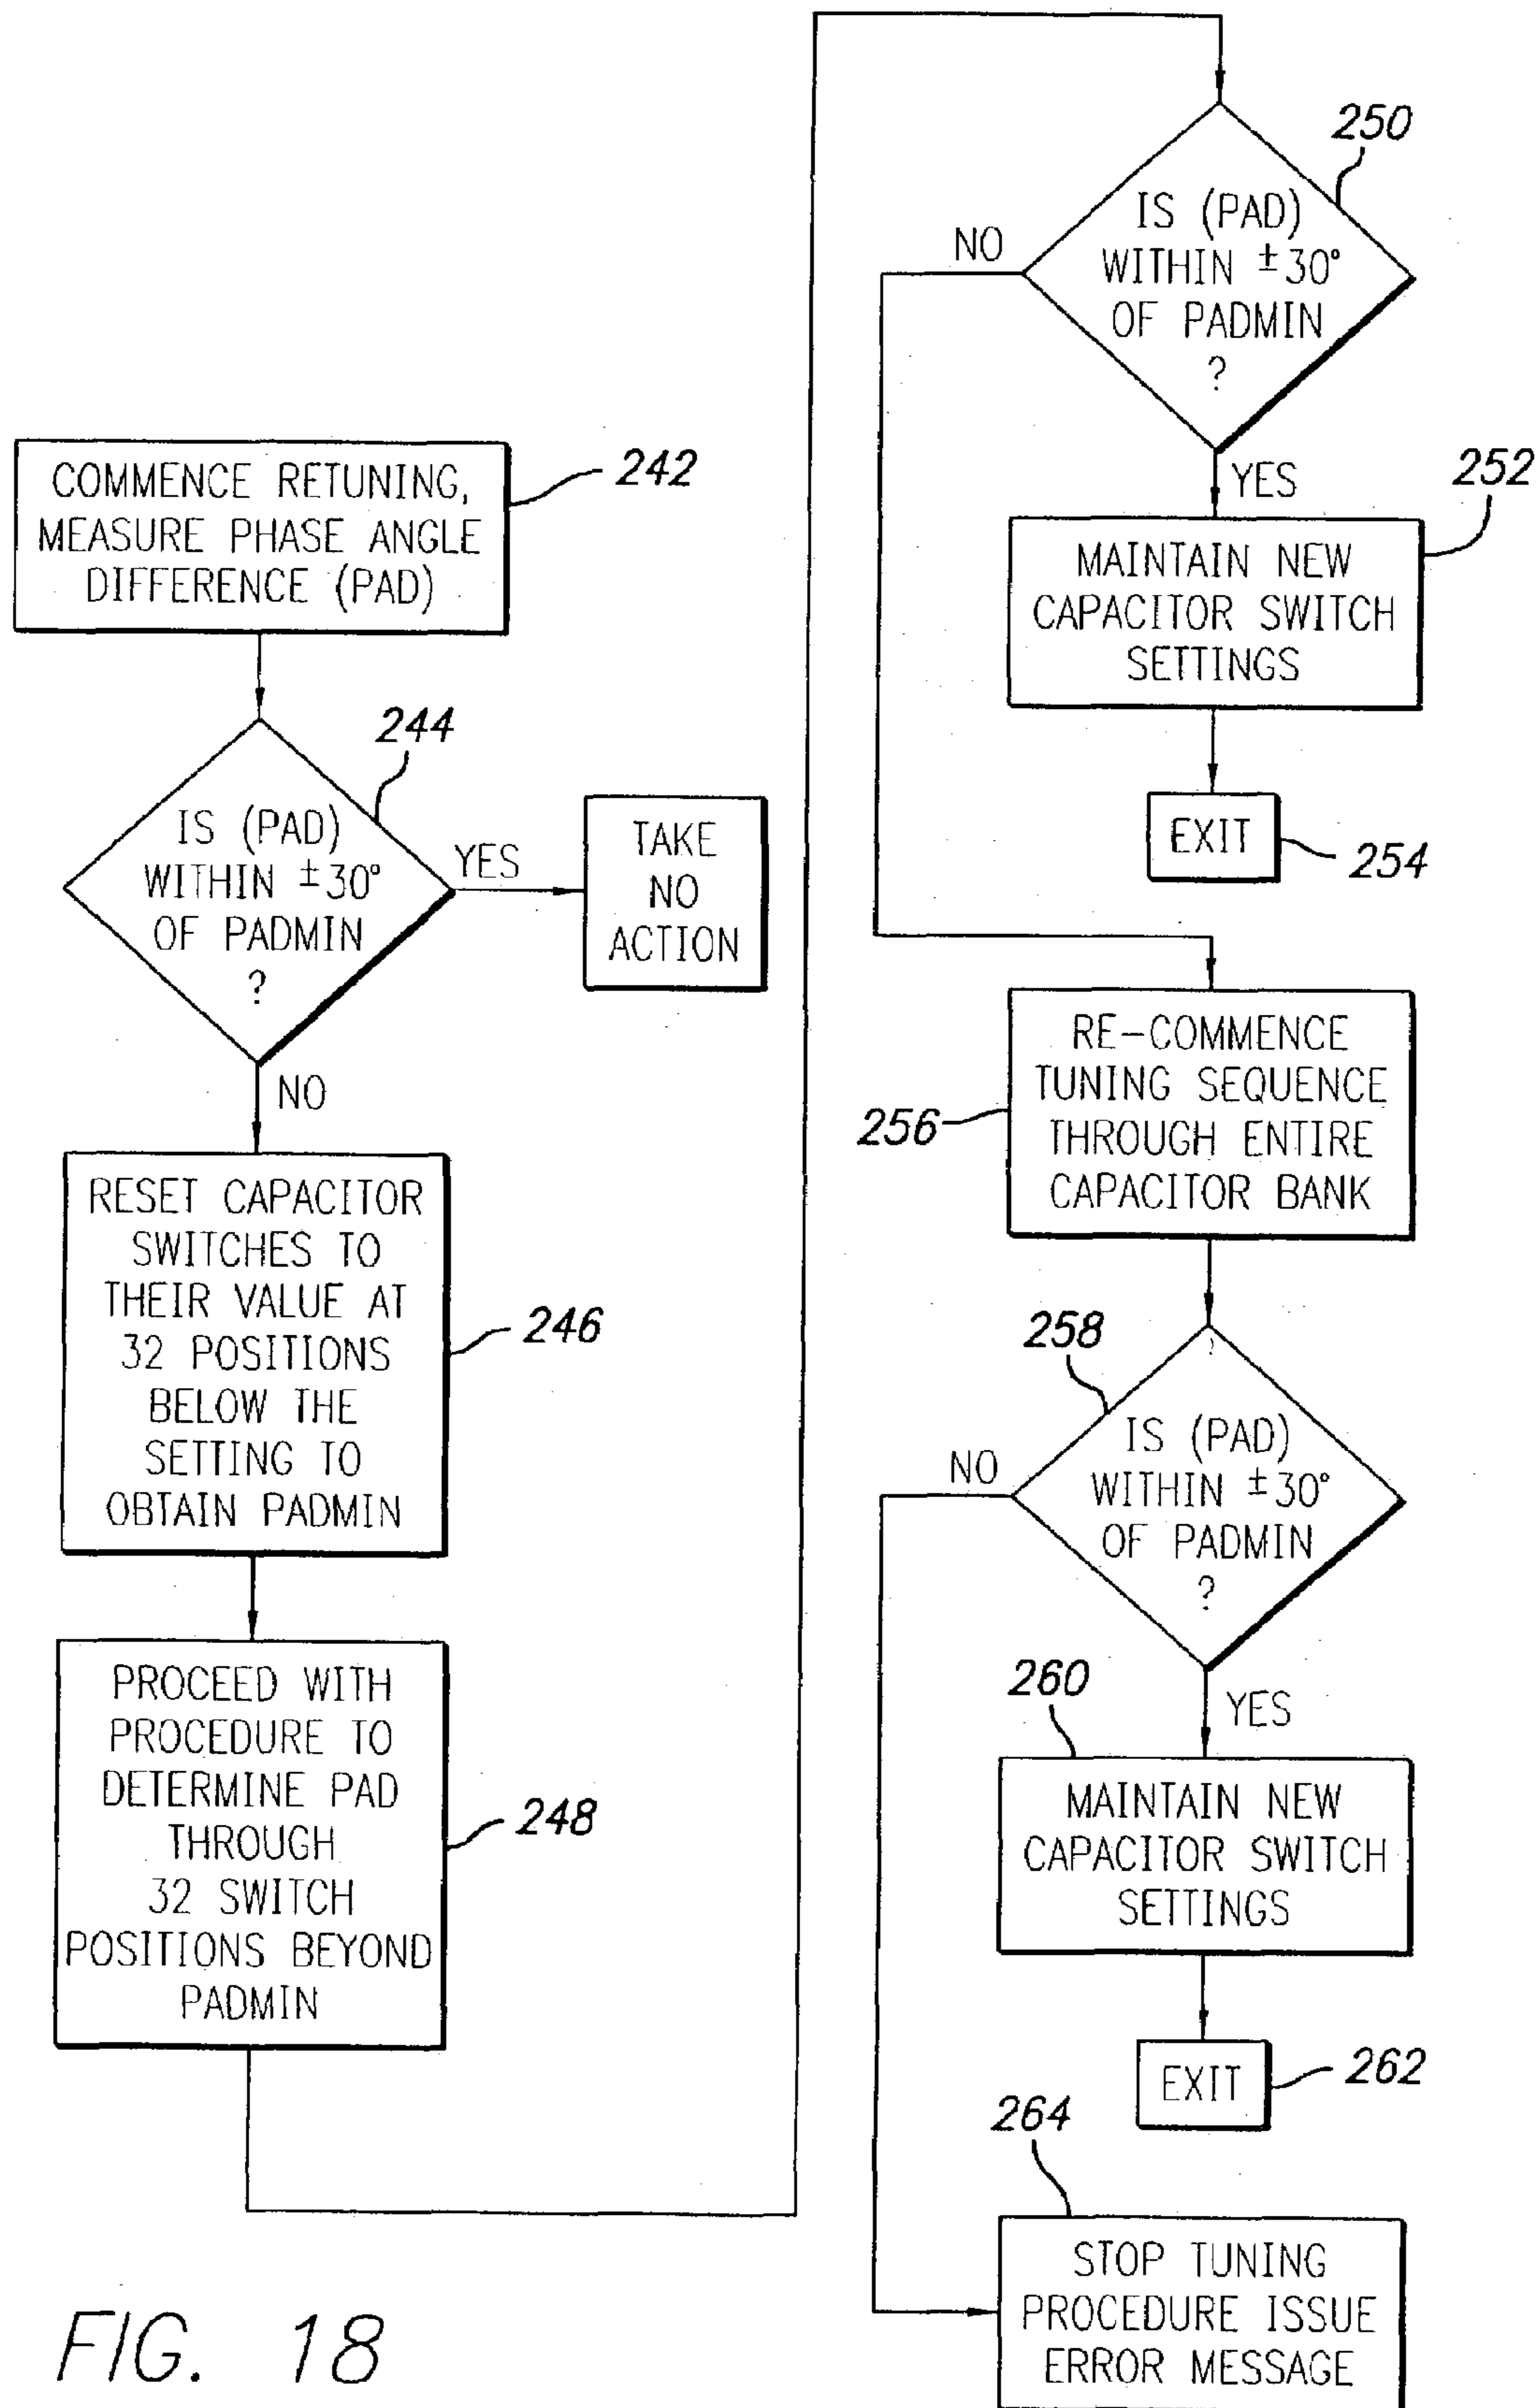 COMMENCE RETUNING,
MEASURE PHASE ANGLE
DIFFERENCE (PAD)
242
244
IS (PAD)
WITHIN ±30°
OF PADMIN
?
YES
TAKE
NO
ACTION
NO
RESET CAPACITOR
SWITCHES TO
THEIR VALUE AT
32 POSITIONS
BELOW THE
SETTING TO
OBTAIN PADMIN
246
PROCEED WITH
PROCEDURE TO
DETERMINE PAD
THROUGH
32 SWITCH
POSITIONS BEYOND
PADMIN
248
250
IS (PAD)
WITHIN ±30°
OF PADMIN
?
NO
YES
252
MAINTAIN NEW
CAPACITOR SWITCH
SETTINGS
EXIT
254
RE-COMMENCE
TUNING SEQUENCE
THROUGH ENTIRE
CAPACITOR BANK
256
258
IS (PAD)
WITHIN ±30°
OF PADMIN
?
NO
YES
260
MAINTAIN NEW
CAPACITOR SWITCH
SETTINGS
EXIT
262
264
STOP TUNING
PROCEDURE ISSUE
ERROR MESSAGE
FIG. 18